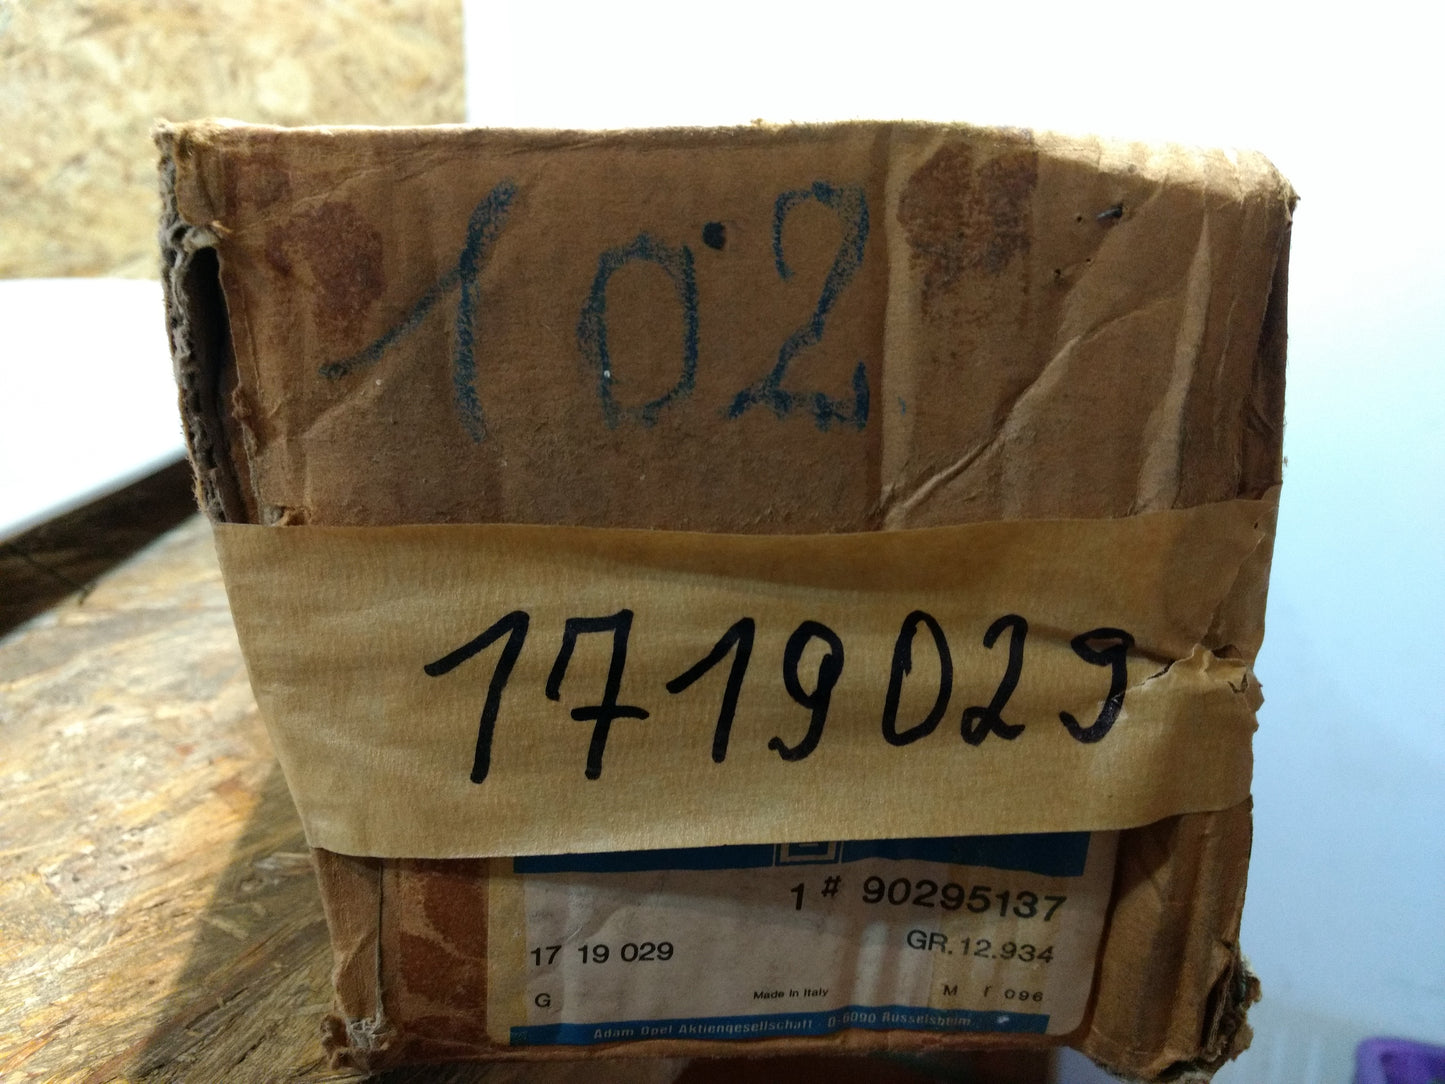 102
1719029
1 # 90295137
17 19 029
GR.12.934
G
Made in Italy
M f 096
Adam Opel Aktiengesellschaft · D-6090 Rüsselsheim